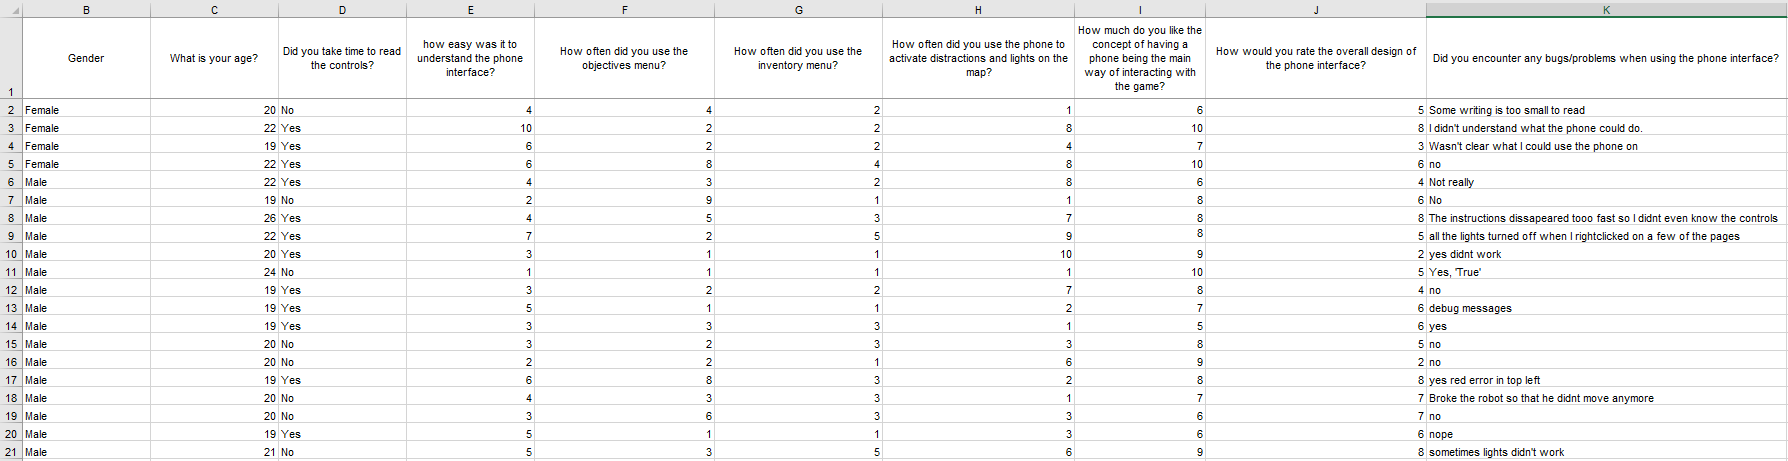 B C D E F G H I J K
1 Gender What is your age? Did you take time to read the controls? how easy was it to understand the phone interface? How often did you use the objectives menu? How often did you use the inventory menu? How often did you use the phone to activate distractions and lights on the map? How much do you like the concept of having a phone being the main way of interacting with the game? How would you rate the overall design of the phone interface? Did you encounter any bugs/problems when using the phone interface?
2 Female 20 No 4 4 2 1 6 5 Some writing is too small to read
3 Female 22 Yes 10 2 2 8 10 8 I didn't understand what the phone could do.
4 Female 19 Yes 6 2 2 4 7 3 Wasn't clear what I could use the phone on
5 Female 22 Yes 6 8 4 8 10 6 no
6 Male 22 Yes 4 3 2 8 6 4 Not really
7 Male 19 No 2 9 1 1 8 6 No
8 Male 26 Yes 4 5 3 7 8 8 The instructions dissapeared tooo fast so I didnt even know the controls
9 Male 22 Yes 7 2 5 9 8 5 all the lights turned off when I rightclicked on a few of the pages
10 Male 20 Yes 3 1 1 10 9 2 yes didnt work
11 Male 24 No 1 1 1 1 10 5 Yes, 'True'
12 Male 19 Yes 3 2 2 7 8 4 no
13 Male 19 Yes 5 1 1 2 7 6 debug messages
14 Male 19 Yes 3 3 3 1 5 6 yes
15 Male 20 No 3 2 3 3 8 5 no
16 Male 20 No 2 2 1 6 9 2 no
17 Male 19 Yes 6 8 3 2 8 8 yes red error in top left
18 Male 20 No 4 3 3 1 7 7 Broke the robot so that he didnt move anymore
19 Male 20 No 3 6 3 3 6 7 no
20 Male 19 Yes 5 1 1 3 6 6 nope
21 Male 21 No 5 3 5 6 9 8 sometimes lights didn't work